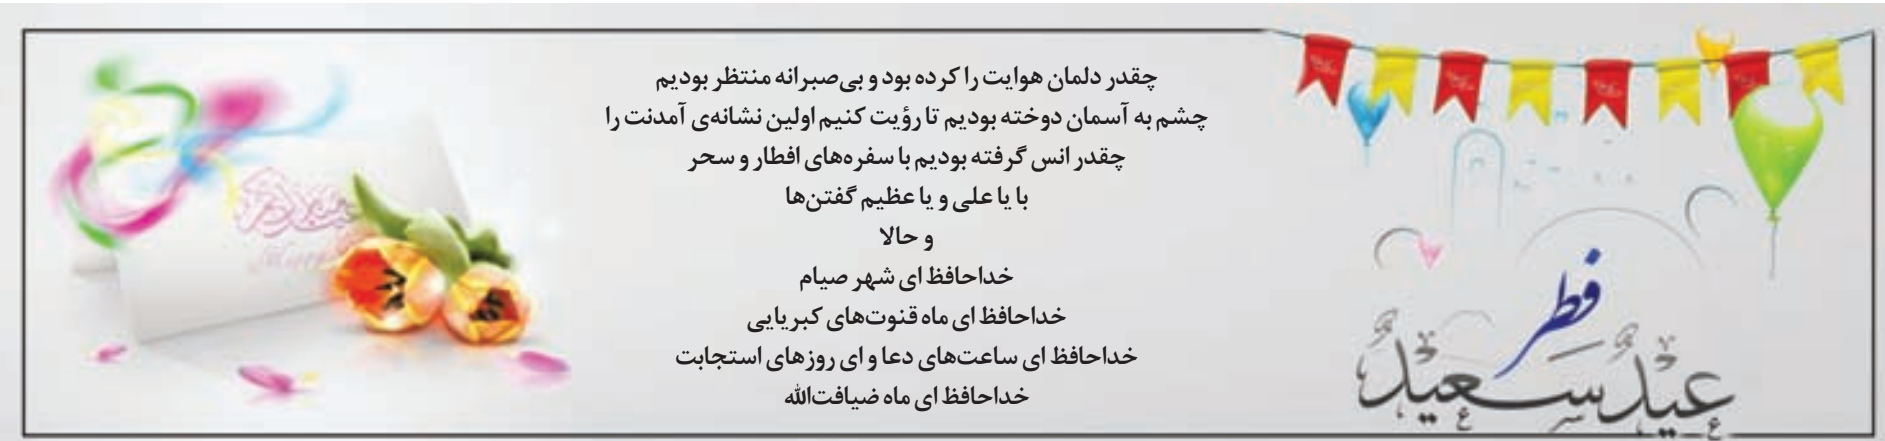 چقدر دلمان هوایت را کرده بود و بی‌صبرانه منتظر بودیم
چشم به آسمان دوخته بودیم تا رؤیت کنیم اولین نشانه‌ی آمدنت را
چقدر انس گرفته بودیم با سفره‌های افطار و سحر
با یا علی و یا عظیم گفتن‌ها
و حالا
خداحافظ ای شهر صیام
خداحافظ ای ماه قنوت‌های کبریایی
خداحافظ ای ساعت‌های دعا و ای روزهای استجابت
خداحافظ ای ماه ضیافت‌الله
فطر
عِیْدٌ سَعِیْدٌ